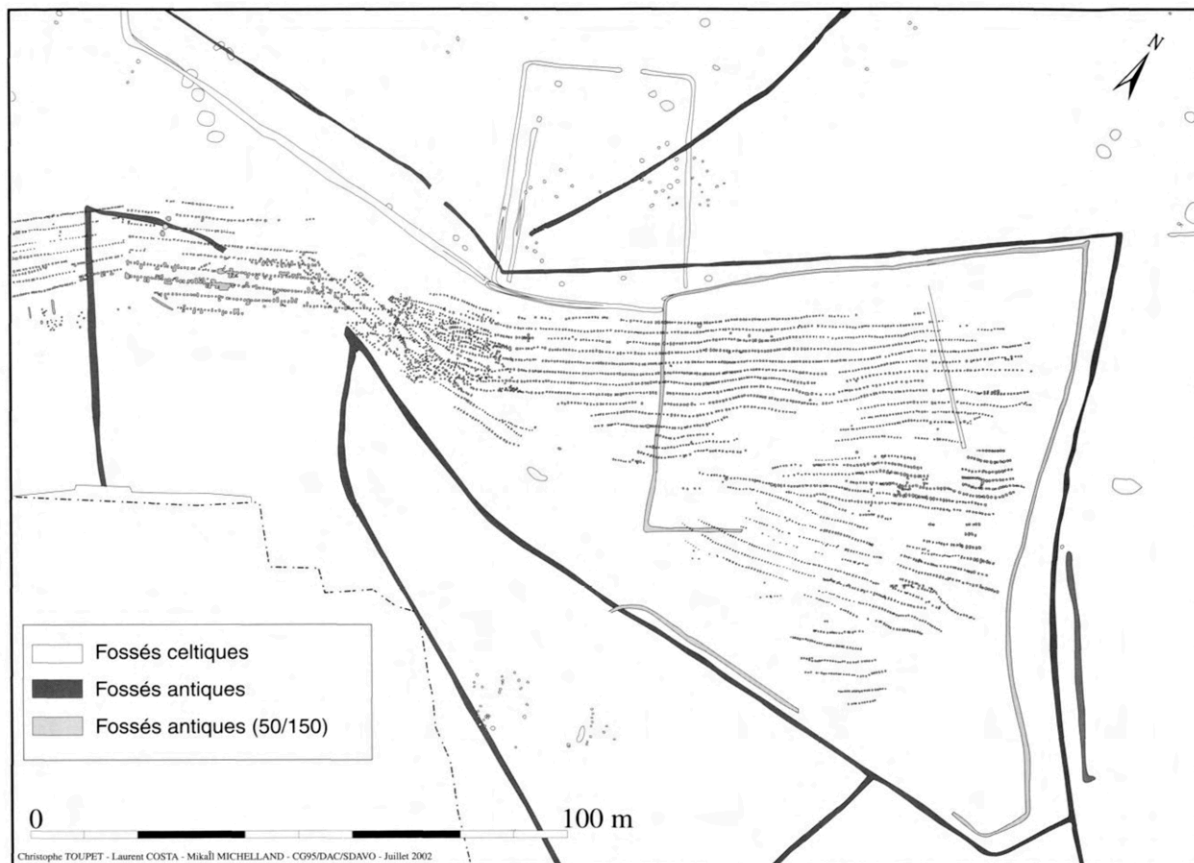 N
Fossés celtiques
Fossés antiques
Fossés antiques (50/150)
0 100 m
Christophe TOUPET - Laurent COSTA - Mikaîl MICHELLAND - CG95/DAC/SDAVO - Juillet 2002